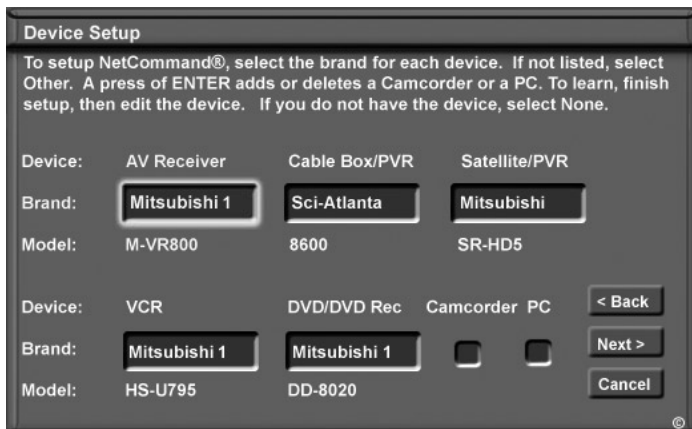 Device Setup
To setup NetCommand®, select the brand for each device. If not listed, select
Other. A press of ENTER adds or deletes a Camcorder or a PC. To learn, finish
setup, then edit the device. If you do not have the device, select None.
Device: AV Receiver Cable Box/PVR Satellite/PVR
Brand: Mitsubishi 1 Sci-Atlanta Mitsubishi
Model: M-VR800 8600 SR-HD5
Device: VCR DVD/DVD Rec Camcorder PC < Back
Brand: Mitsubishi 1 Mitsubishi 1 Next >
Model: HS-U795 DD-8020 Cancel
©